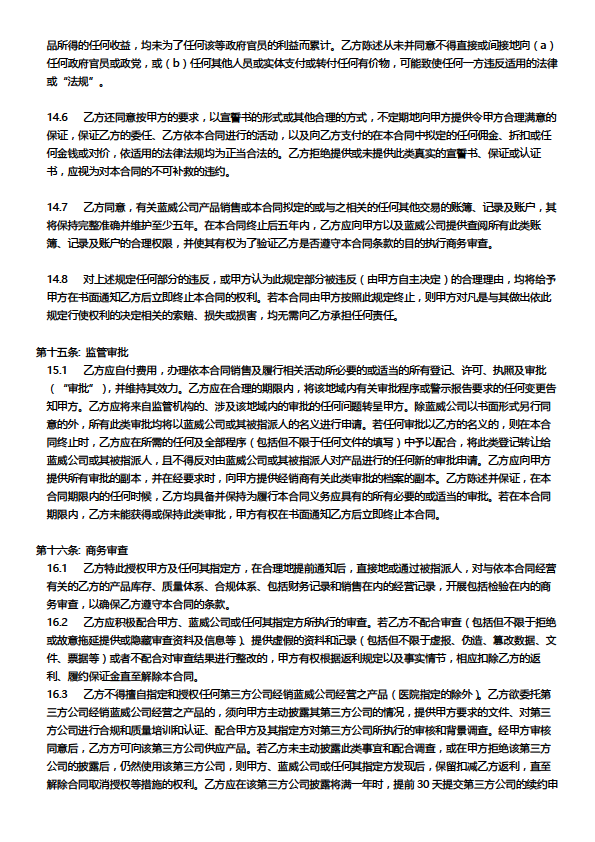 品所得的任何收益，均未为了任何该等政府官员的利益而累计。乙方陈述从未并同意不得直接或间接地向（a）
任何政府官员或政党，或（b）任何其他人员或实体支付或转付任何有价物，可能致使任何一方违反适用的法律
或“法规”。
14.6 乙方还同意按甲方的要求，以宣誓书的形式或其他合理的方式，不定期地向甲方提供令甲方合理满意的
保证，保证乙方的委任、乙方依本合同进行的活动，以及向乙方支付的在本合同中拟定的任何佣金、折扣或任
何金钱或对价，依适用的法律法规均为正当合法的。乙方拒绝提供或未提供此类真实的宣誓书、保证或认证
书，应视为对本合同的不可补救的违约。
14.7 乙方同意，有关蓝威公司产品销售或本合同拟定的或与之相关的任何其他交易的账簿、记录及账户，其
将保持完整准确并维护至少五年。在本合同终止后五年内，乙方应向甲方以及蓝威公司提供查阅所有此类账
簿、记录及账户的合理权限，并使其有权为了验证乙方是否遵守本合同条款的目的执行商务审查。
14.8 对上述规定任何部分的违反，或甲方认为此规定部分被违反（由甲方自主决定）的合理理由，均将给予
甲方在书面通知乙方后立即终止本合同的权利。若本合同由甲方按照此规定终止，则甲方对凡是与其做出依此
规定行使权利的决定相关的索赔、损失或损害，均无需向乙方承担任何责任。
第十五条: 监管审批
15.1 乙方应自付费用，办理依本合同销售及履行相关活动所必要的或适当的所有登记、许可、执照及审批
（“审批”），并维持其效力。乙方应在合理的期限内，将该地域内有关审批程序或警示报告要求的任何变更告
知甲方。乙方应将来自监管机构的、涉及该地域内的审批的任何问题转呈甲方。除蓝威公司以书面形式另行同
意的外，所有此类审批均将以蓝威公司或其被指派人的名义进行申请。若任何审批以乙方的名义的，则在本合
同终止时，乙方应在所需的任何及全部程序（包括但不限于任何文件的填写）中予以配合，将此类登记转让给
蓝威公司或其被指派人，且不得反对由蓝威公司或其被指派人对产品进行的任何新的审批申请。乙方应向甲方
提供所有审批的副本，并在经要求时，向甲方提供经销商有关此类审批的档案的副本。乙方陈述并保证，在本
合同期限内的任何时候，乙方均具备并保持为履行本合同义务应具有的所有必要的或适当的审批。若在本合同
期限内，乙方未能获得或保持此类审批，甲方有权在书面通知乙方后立即终止本合同。
第十六条: 商务审查
16.1 乙方特此授权甲方及任何其指定方，在合理地提前通知后，直接地或通过被指派人，对与依本合同经营
有关的乙方的产品库存、质量体系、合规体系、包括财务记录和销售在内的经营记录，开展包括检验在内的商
务审查，以确保乙方遵守本合同的条款。
16.2 乙方应积极配合甲方、蓝威公司或任何其指定方所执行的审查。若乙方不配合审查（包括但不限于拒绝
或故意拖延提供或隐藏审查资料及信息等）、提供虚假的资料和记录（包括但不限于虚报、伪造、篡改数据、文
件、票据等）或者不配合对审查结果进行整改的，甲方有权根据返利规定以及事实情节，相应扣除乙方的返
利、履约保证金直至解除本合同。
16.3 乙方不得擅自指定和授权任何第三方公司经销蓝威公司经营之产品（医院指定的除外）。乙方欲委托第
三方公司经销蓝威公司经营之产品的，须向甲方主动披露其第三方公司的情况，提供甲方要求的文件、对第三
方公司进行合规和质量培训和认证、配合甲方及其指定方对第三方公司所执行的审核和背景调查。经甲方审核
同意后，乙方方可向该第三方公司供应产品。若乙方未主动披露此类事宜和配合调查，或在甲方拒绝该第三方
公司的披露后，仍然使用该第三方公司，则甲方、蓝威公司或任何其指定方发现后，保留扣减乙方返利，直至
解除合同取消授权等措施的权利。乙方应在该第三方公司披露将满一年时，提前 30 天提交第三方公司的续约申